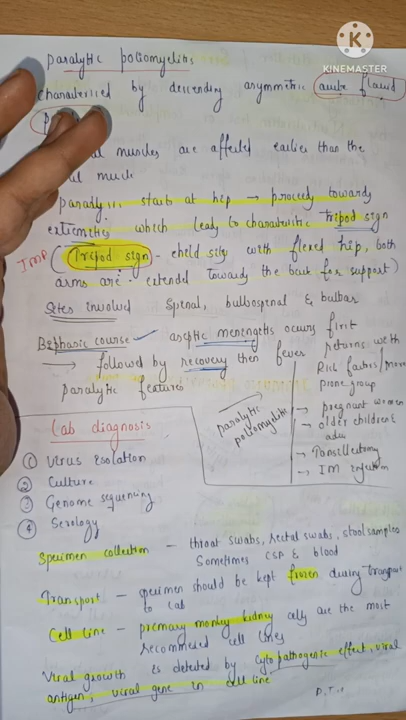 KINEMASTER
paralytic poliomyelitis
characterised by descending asymmetric acute flaccid
muscles are affected earlier than the
muscle
paralysis starts at hip → proceeds towards
extremities which leads to characteristic tripod sign
IMP (Tripod sign - child sits with flexed hip, both
arms are extended towards the back for support)
Sites involved Spinal, bulbospinal & bulbar
Biphasic course aseptic meningitis occurs first
→ followed by recovery then fever returns with
paralytic features
paralytic poliomyelitis
Risk factors/more
prone group
→ pregnant women
→ older children &
→ Tonsillectomy
→ IM injection
Lab diagnosis
① Virus isolation
② Culture
③ Genome sequencing
④ Serology
Specimen collection - throat swabs, rectal swabs, stool samples
Sometimes CSF & blood
Transport - specimen should be kept frozen during transport
to lab
Cell line - primary monkey kidney cells are the most
recommended cell lines
Viral growth is detected by cytopathogenic effect, viral
antigen, viral gene in cell line